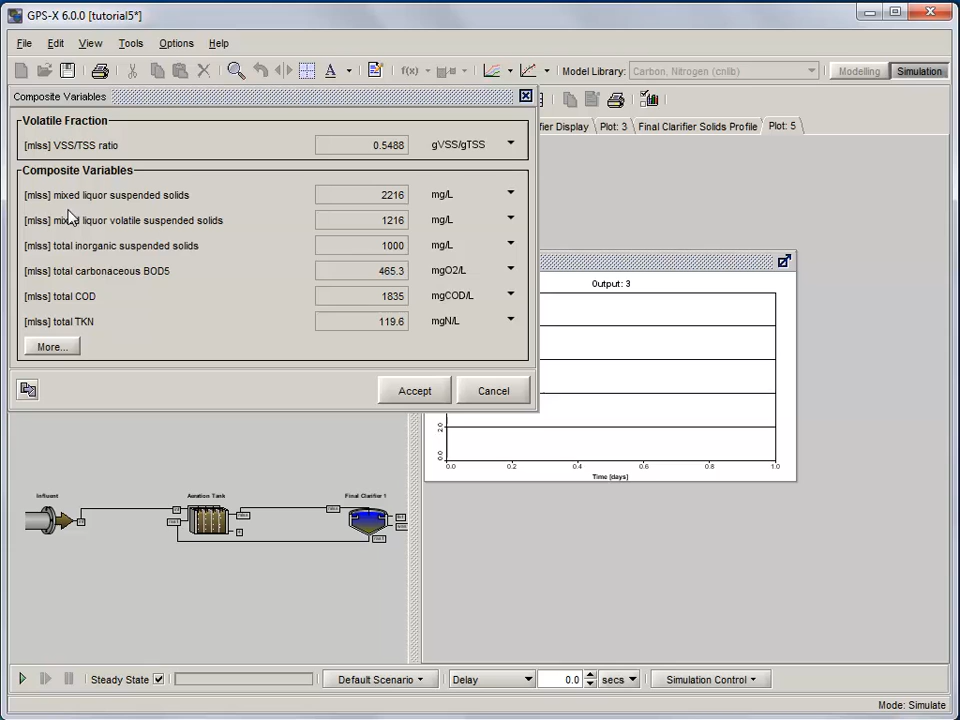 GPS-X 6.0.0 [tutorial5*]
File Edit View Tools Options Help
A f(x) Model Library: Carbon, Nitrogen (cnlib) Modelling Simulation
Composite Variables
fier Display Plot: 3 Final Clarifier Solids Profile Plot: 5
Volatile Fraction
[mlss] VSS/TSS ratio 0.5488 gVSS/gTSS
Composite Variables
[mlss] mixed liquor suspended solids 2216 mg/L
[mlss] mixed liquor volatile suspended solids 1216 mg/L
[mlss] total inorganic suspended solids 1000 mg/L
[mlss] total carbonaceous BOD5 465.3 mgO2/L
[mlss] total COD 1835 mgCOD/L
[mlss] total TKN 119.6 mgN/L
More...
Accept Cancel
Output: 3
2.0
0.0
0.0 0.2 0.4 0.6 0.8 1.0
Time [days]
Influent Aeration Tank Final Clarifier 1
Steady State Default Scenario Delay 0.0 secs Simulation Control
Mode: Simulate